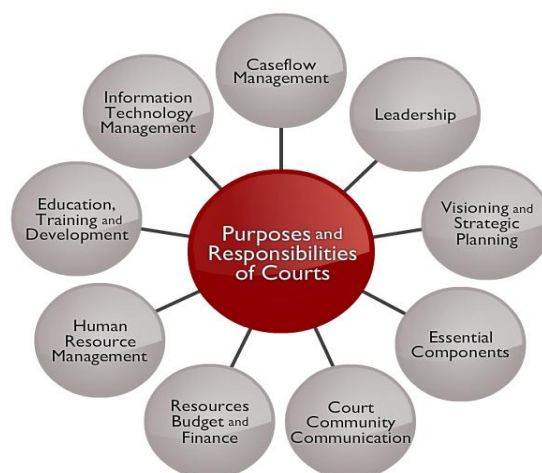 Caseflow
Management
Leadership
Visioning and
Strategic
Planning
Essential
Components
Court
Community
Communication
Resources
Budget and
Finance
Human
Resource
Management
Education,
Training and
Development
Information
Technology
Management
Purposes and
Responsibilities
of Courts